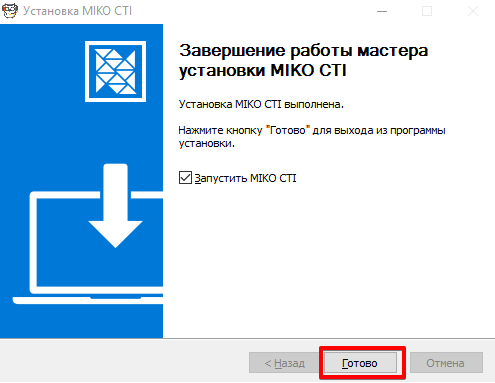 Установка MIKO CTI
Завершение работы мастера
установки MIKO CTI
Установка MIKO CTI выполнена.
Нажмите кнопку "Готово" для выхода из программы
установки.
Запустить MIKO CTI
< Назад
Готово
Отмена